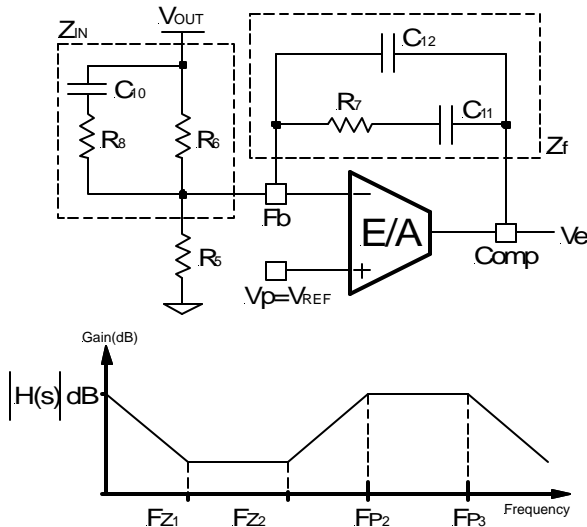 ZIN
VOUT
C12
C10
R7
C11
R8
R6
Zf
Fb
E/A
R5
Comp
Ve
Vp=VREF
Gain(dB)
|H(s)| dB
FZ1
FZ2
FP2
FP3
Frequency